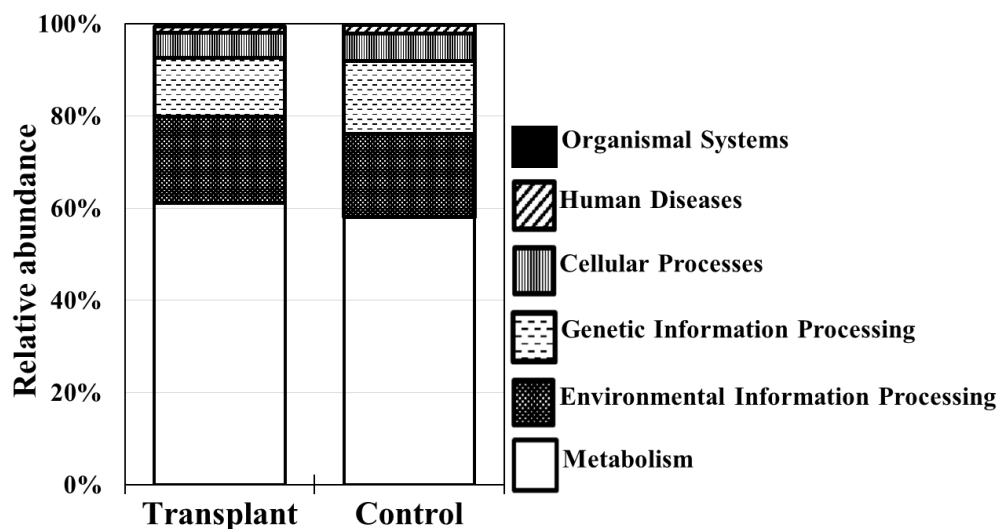 100%
80%
60%
40%
20%
0%
Relative abundance
Transplant
Control
Organismal Systems
Human Diseases
Cellular Processes
Genetic Information Processing
Environmental Information Processing
Metabolism